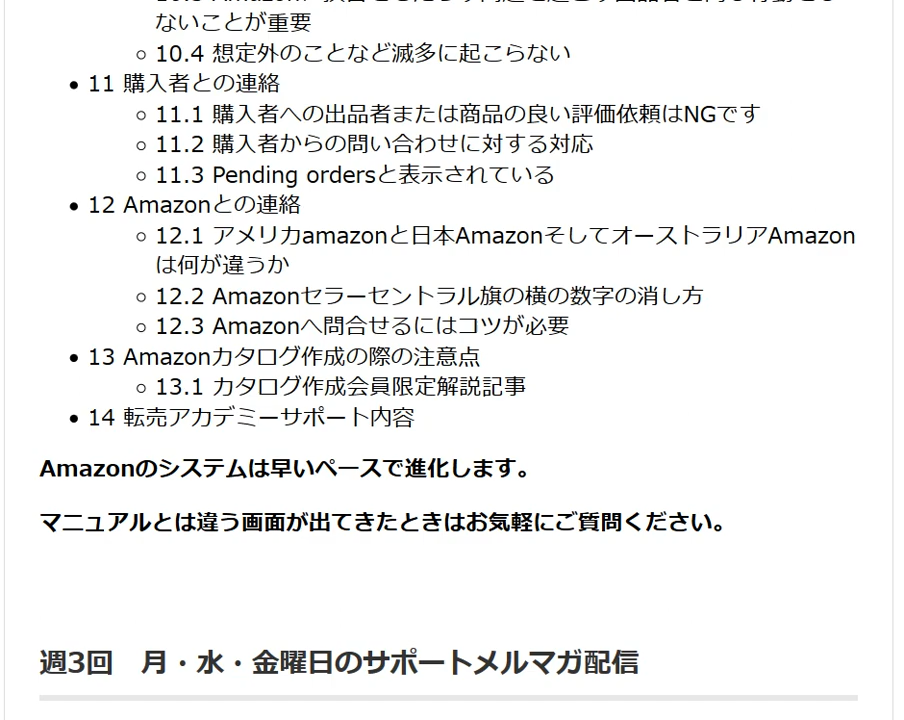 ないことが重要
10.4 想定外のことなど滅多に起こらない
11 購入者との連絡
11.1 購入者への出品者または商品の良い評価依頼はNGです
11.2 購入者からの問い合わせに対する対応
11.3 Pending ordersと表示されている
12 Amazonとの連絡
12.1 アメリカamazonと日本AmazonそしてオーストラリアAmazon
は何が違うか
12.2 Amazonセラーセントラル旗の横の数字の消し方
12.3 Amazonへ問合せるにはコツが必要
13 Amazonカタログ作成の際の注意点
13.1 カタログ作成会員限定解説記事
14 転売アカデミーサポート内容
Amazonのシステムは早いペースで進化します。
マニュアルとは違う画面が出てきたときはお気軽にご質問ください。
週3回　月・水・金曜日のサポートメルマガ配信